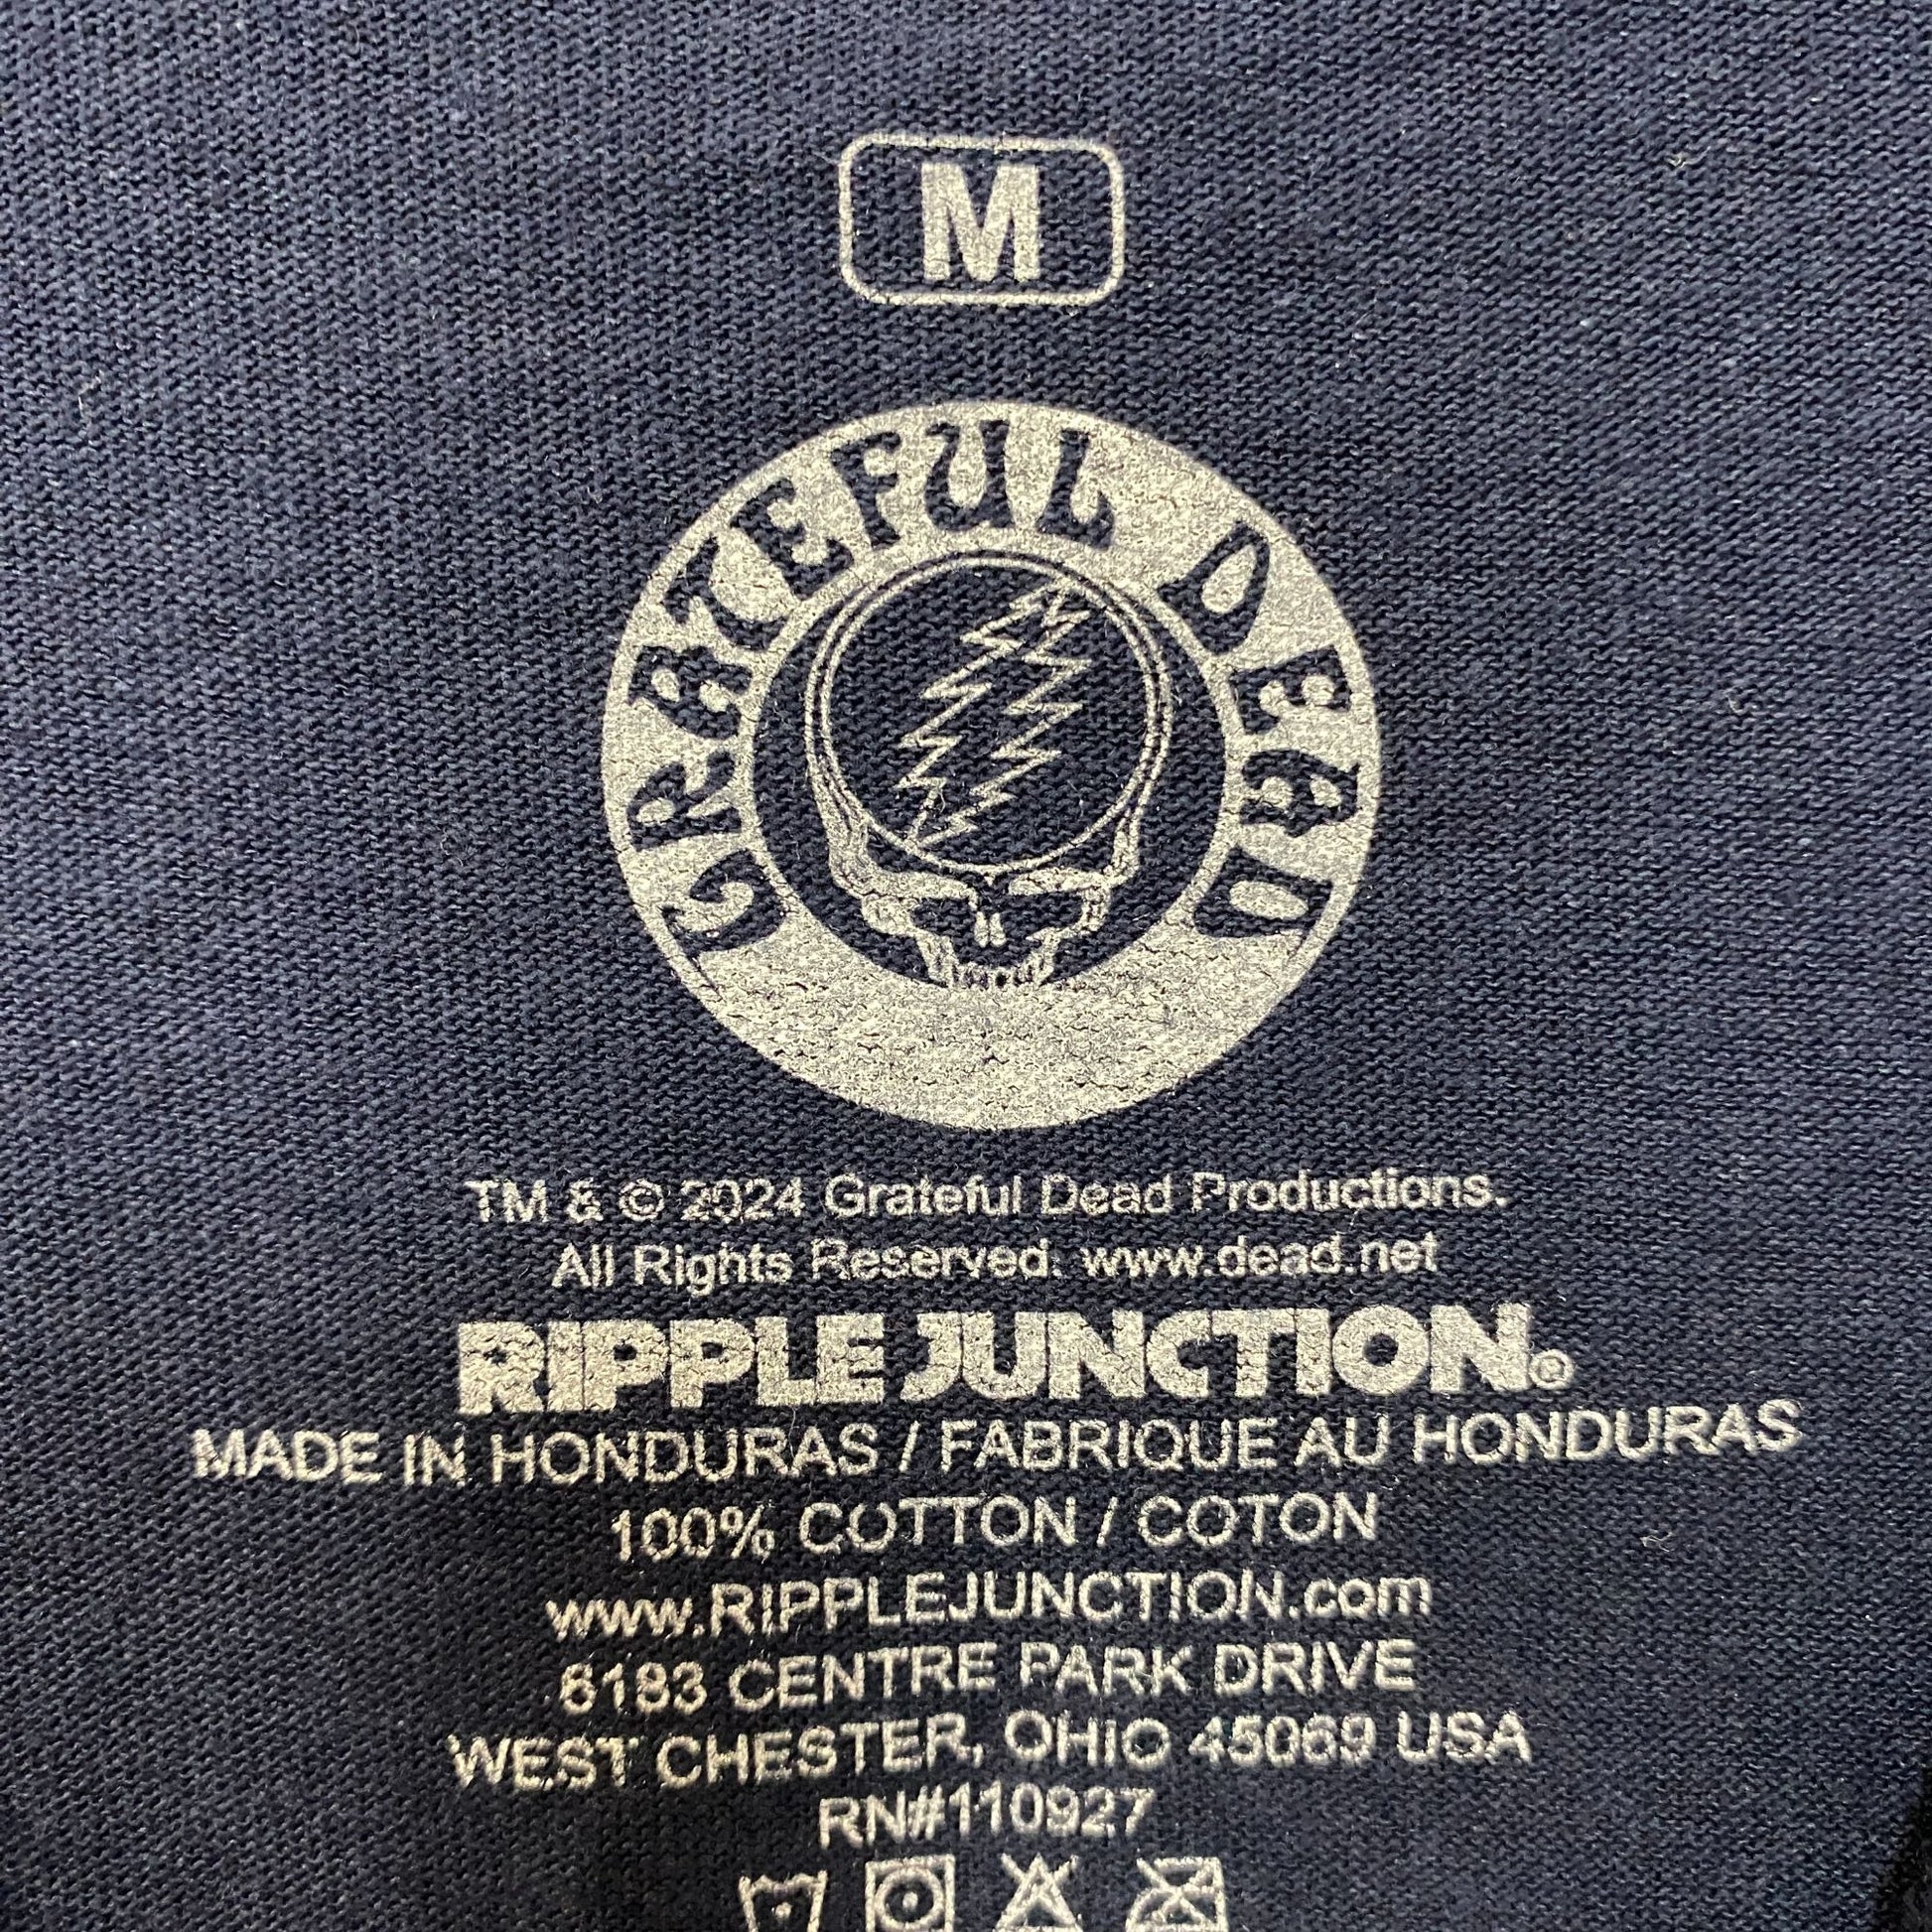 M
GRATEFUL DEAD
TM & © 2024 Grateful Dead Productions.
All Rights Reserved. www.dead.net
RIPPLE JUNCTION®
MADE IN HONDURAS / FABRIQUE AU HONDURAS
100% COTTON / COTON
www.RIPPLEJUNCTION.com
6183 CENTRE PARK DRIVE
WEST CHESTER, OHIO 45069 USA
RN#110927